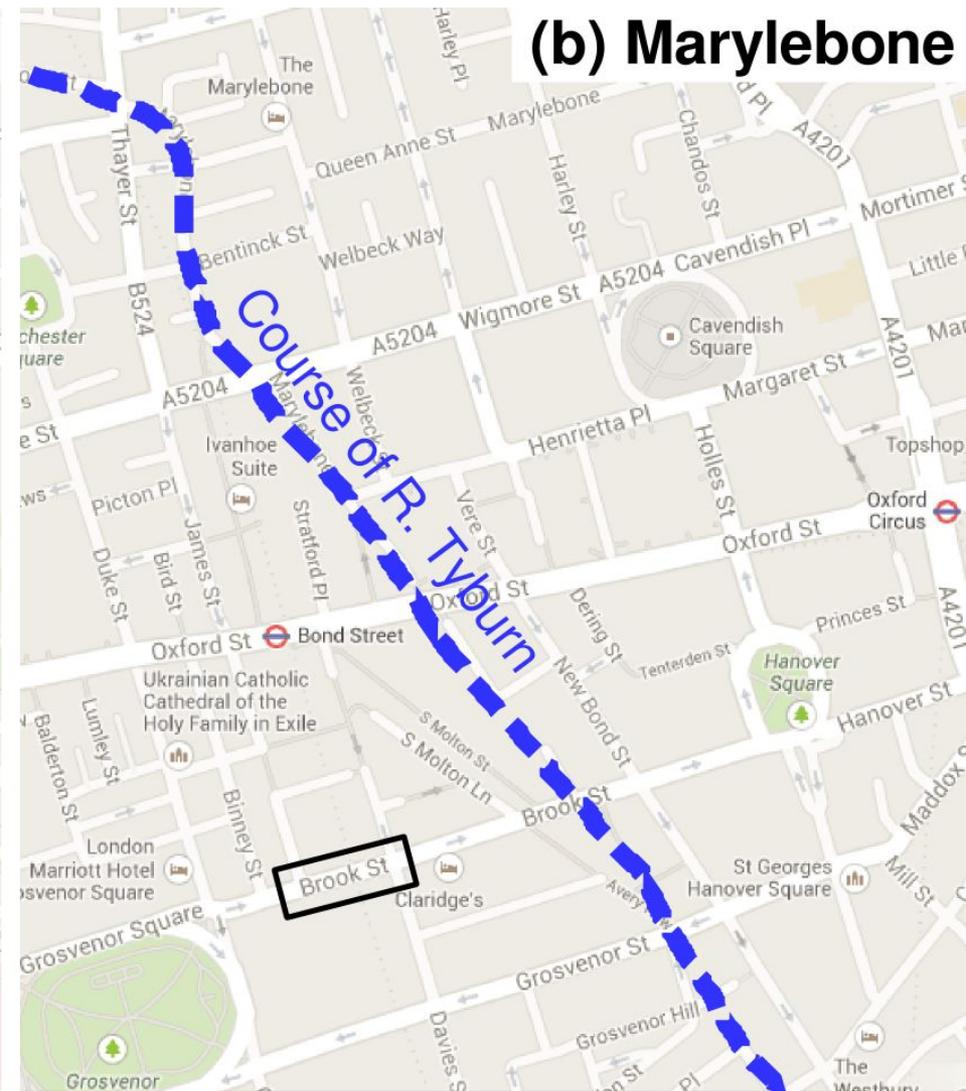 (b) Marylebone
Harley Pl
The
Marylebone
A4201
Thayer St
Queen Anne St
Marylebone
Chandos St
Harley St
Mortimer
Bentinck St
Welbeck Way
Cavendish Pl
A5204
Wigmore St
Little
B524
Course of R. Tyburn
Cavendish
Square
A5204
A4201
Margaret St
A5204
Welbeck
Henrietta Pl
Ivanhoe
Suite
Holles St
Topshop
Picton Pl
Vere St
Oxford
Circus
Stratford Pl
James St
Oxford St
Duke St
Bird St
Oxford St
Dering St
Princes St
A4201
Oxford St
Bond Street
Tenterden St
Hanover
Square
Ukrainian Catholic
Cathedral of the
Holy Family in Exile
New Bond St
Hanover St
Lumley St
Balderton St
S Molton St
S Molton Ln
Maddox
Binney St
Brook St
London
Marriott Hotel
osvenor Square
Brook St
Claridge's
St Georges
Hanover Square
Mill St
Avery
Grosvenor Square
Grosvenor St
Grosvenor Hill
Davies S
Grosvenor
The